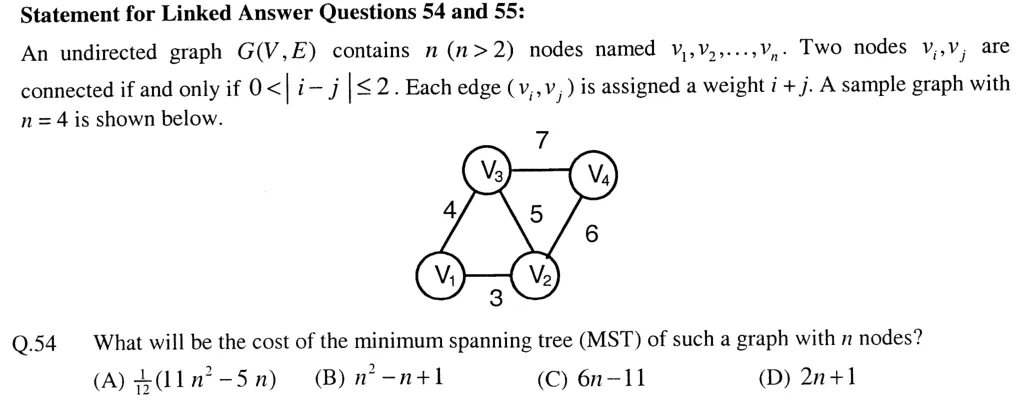 Statement for Linked Answer Questions 54 and 55:
An undirected graph G(V,E) contains n (n > 2) nodes named v₁,v₂,...,vₙ. Two nodes vᵢ,vⱼ are
connected if and only if 0<|i−j|≤2. Each edge (vᵢ,vⱼ) is assigned a weight i + j. A sample graph with
n = 4 is shown below.
7
V₃ V₄
4 5
6
V₁ V₂
3
Q.54 What will be the cost of the minimum spanning tree (MST) of such a graph with n nodes?
(A) 1/12(11 n² −5 n) (B) n² −n+1 (C) 6n−11 (D) 2n+1